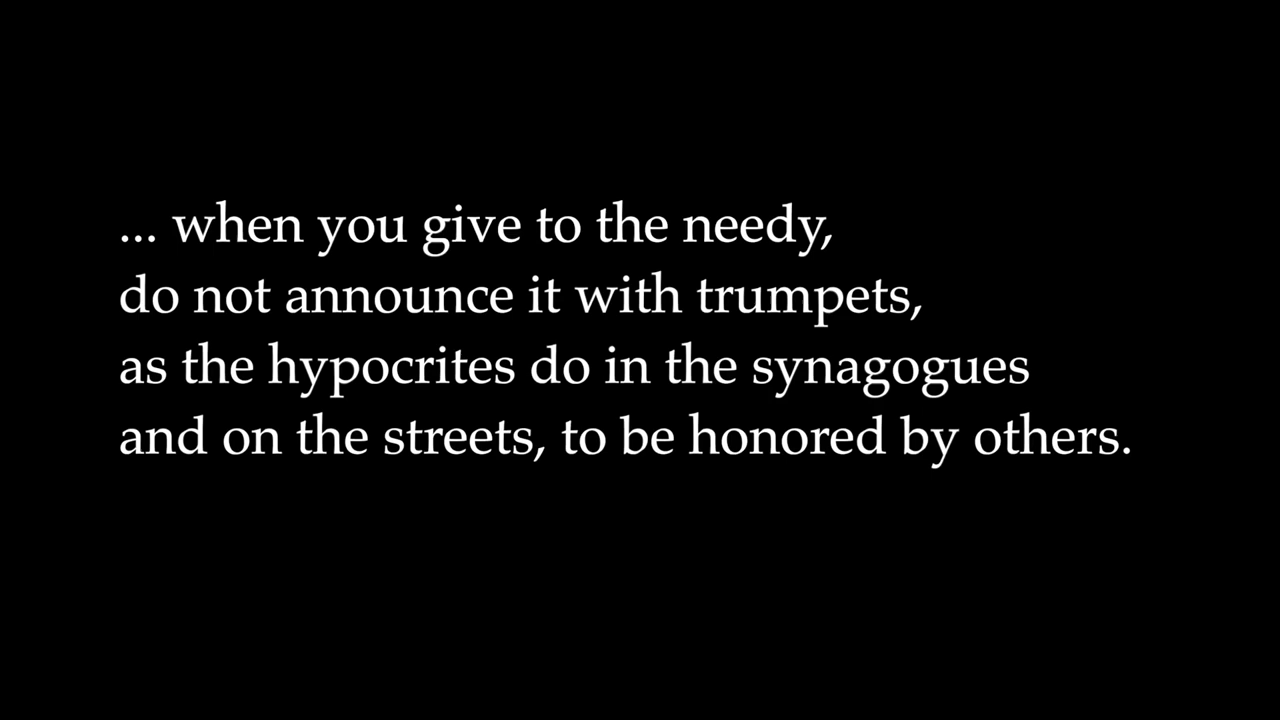 ... when you give to the needy,
do not announce it with trumpets,
as the hypocrites do in the synagogues
and on the streets, to be honored by others.